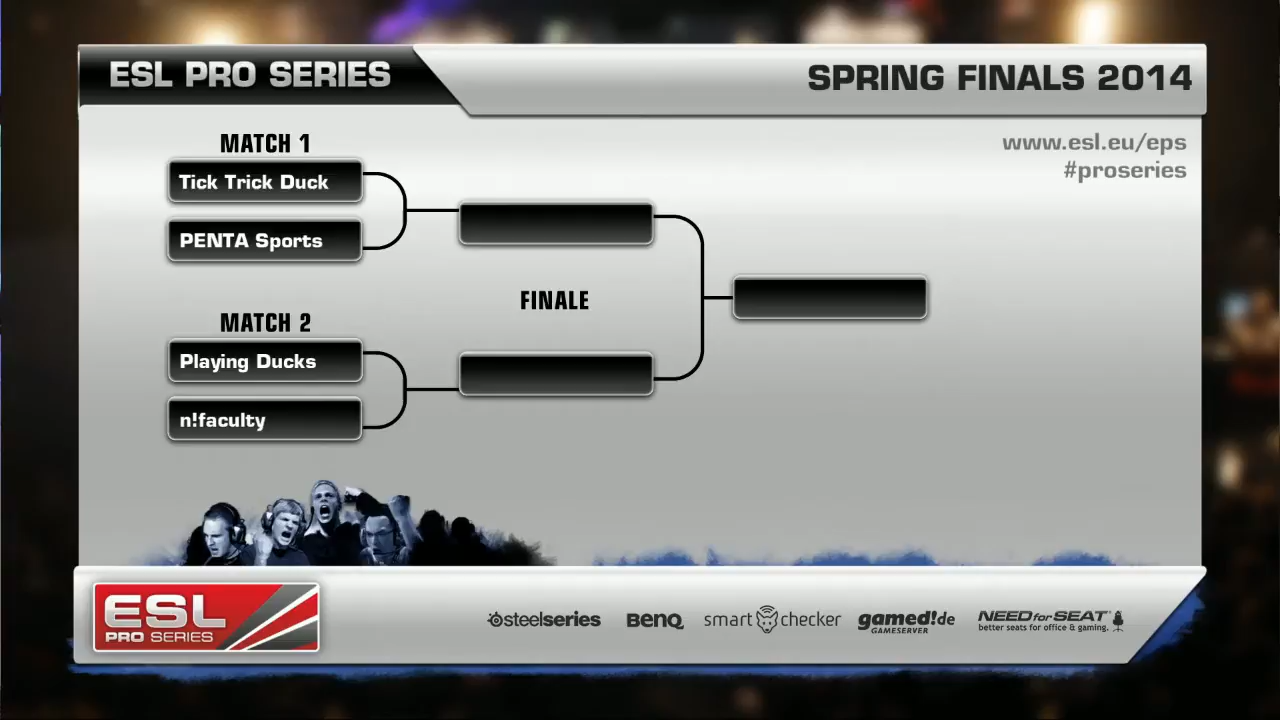 ESL PRO SERIES
SPRING FINALS 2014
www.esl.eu/eps
#proseries
MATCH 1
Tick Trick Duck
PENTA Sports
FINALE
MATCH 2
Playing Ducks
n!faculty
ESL
PRO SERIES
steelseries
BenQ
smart checker
gamed!de
GAMESERVER
NEED for SEAT
better seats for office & gaming.